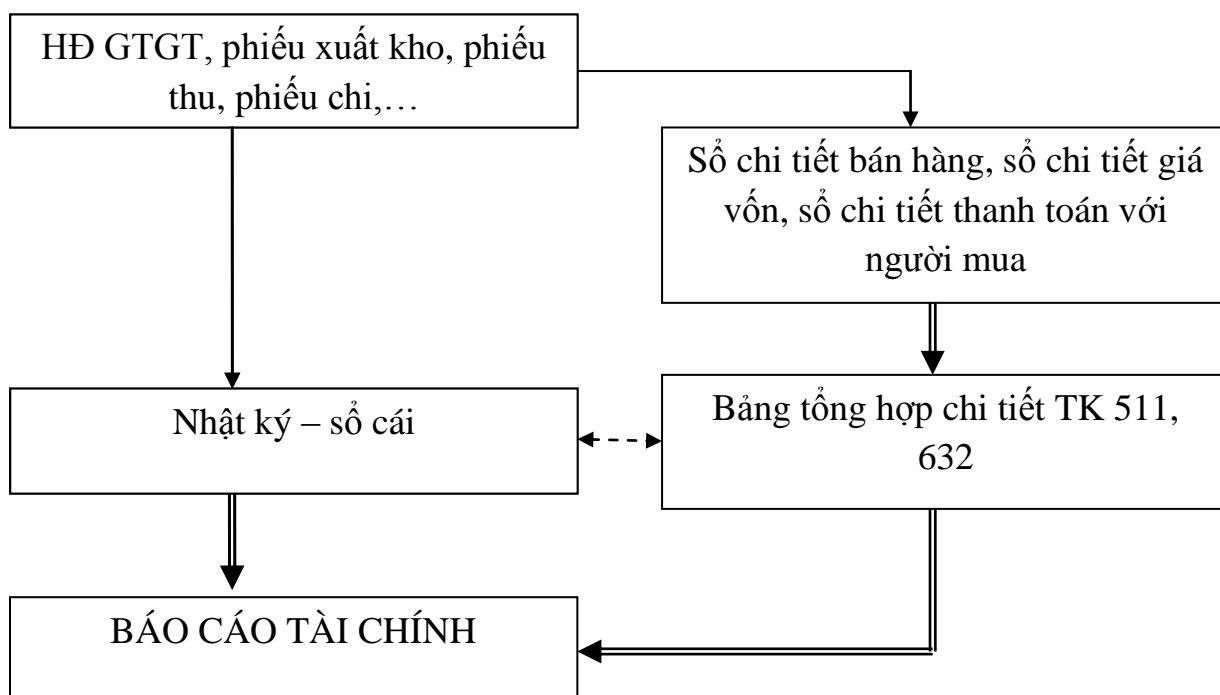 HĐ GTGT, phiếu xuất kho, phiếu
thu, phiếu chi,…
Sổ chi tiết bán hàng, sổ chi tiết giá
vốn, sổ chi tiết thanh toán với
người mua
Nhật ký – sổ cái
Bảng tổng hợp chi tiết TK 511,
632
BÁO CÁO TÀI CHÍNH